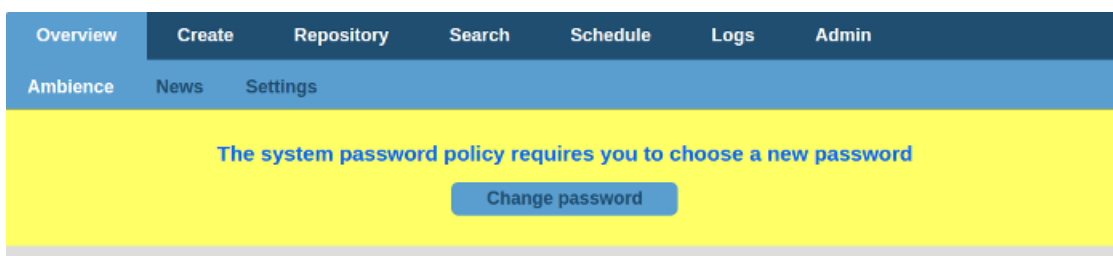 Overview Create Repository Search Schedule Logs Admin
Ambience News Settings
The system password policy requires you to choose a new password
Change password